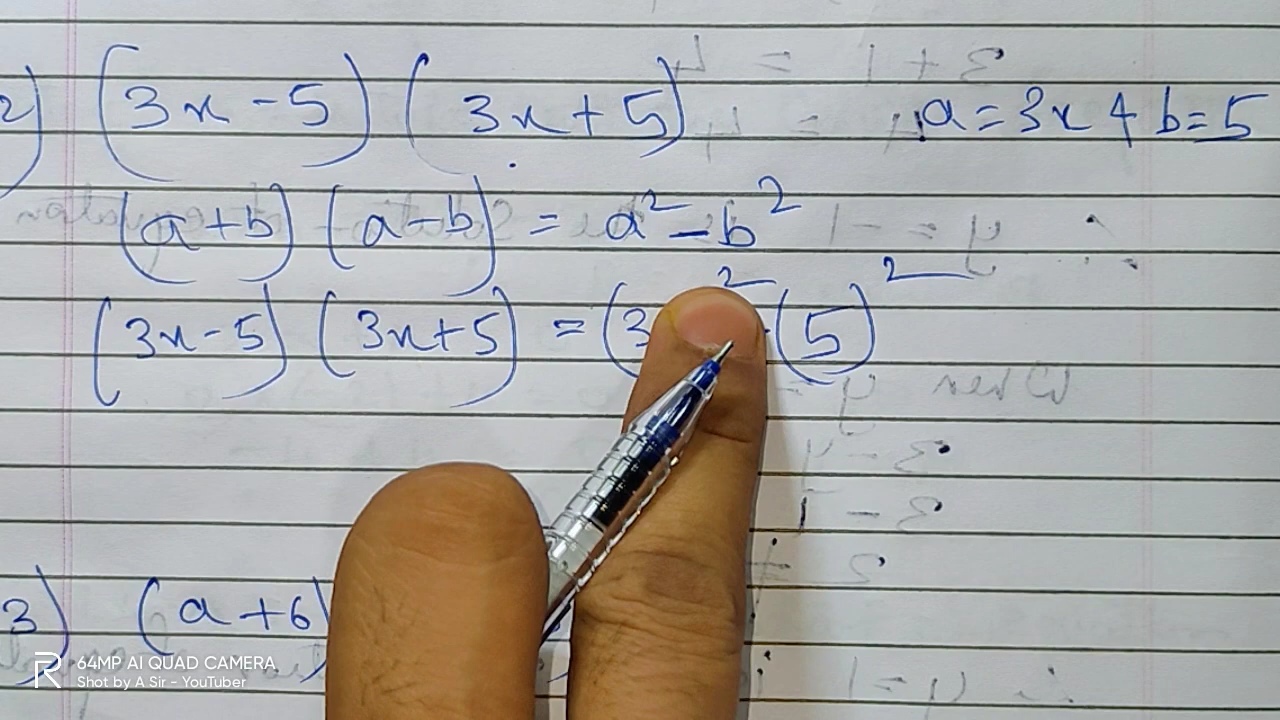 2) (3x - 5) (3x + 5) a = 3x & b = 5
(a + b) (a - b) = a² - b²
(3x - 5) (3x + 5) = (3 ² - (5)²
3) (a + 6)
64MP AI QUAD CAMERA
Shot by A Sir - YouTuber